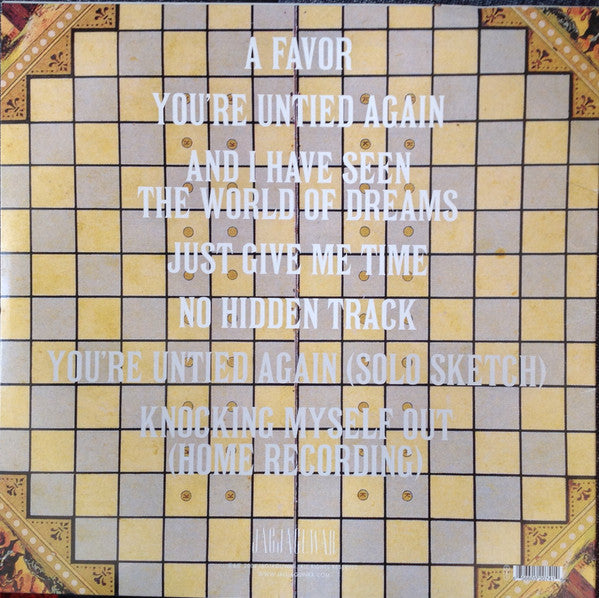 A FAVOR
YOU'RE UNTIED AGAIN
AND I HAVE SEEN
THE WORLD OF DREAMS
JUST GIVE ME TIME
NO HIDDEN TRACK
YOU'RE UNTIED AGAIN (SOLO SKETCH)
KNOCKING MYSELF OUT
(HOME RECORDING)
JAGJAGUWAR